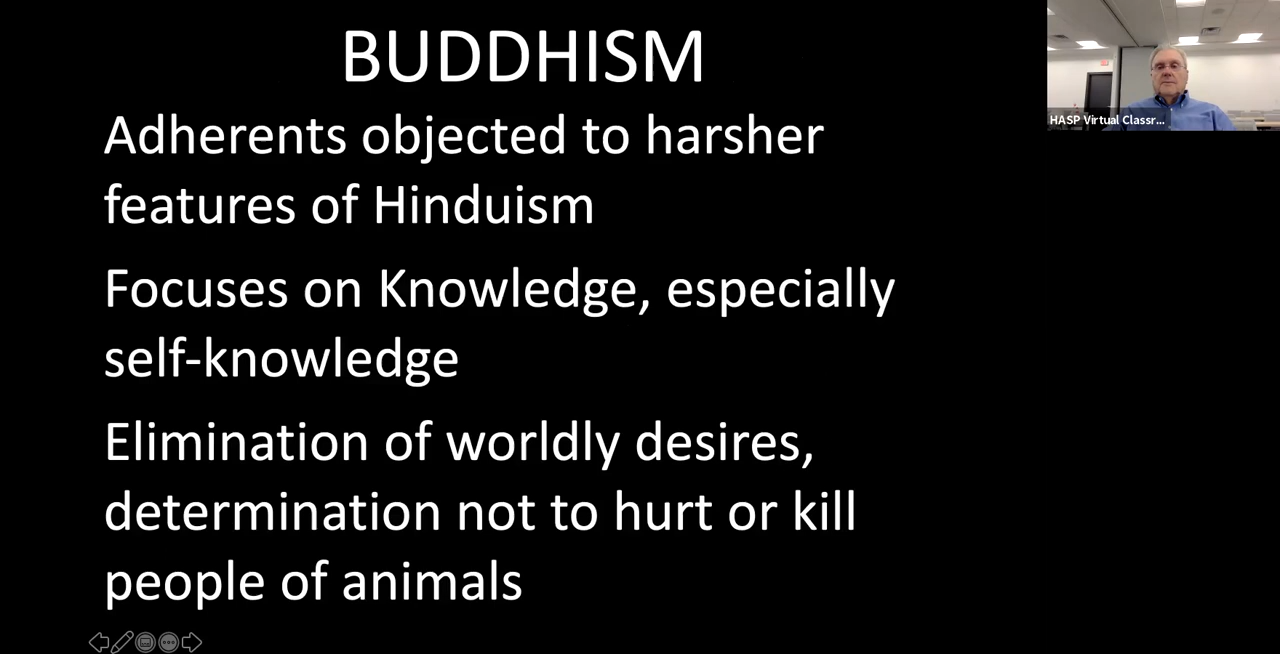 BUDDHISM
Adherents objected to harsher
features of Hinduism
Focuses on Knowledge, especially
self-knowledge
Elimination of worldly desires,
determination not to hurt or kill
people of animals
HASP Virtual Classr...